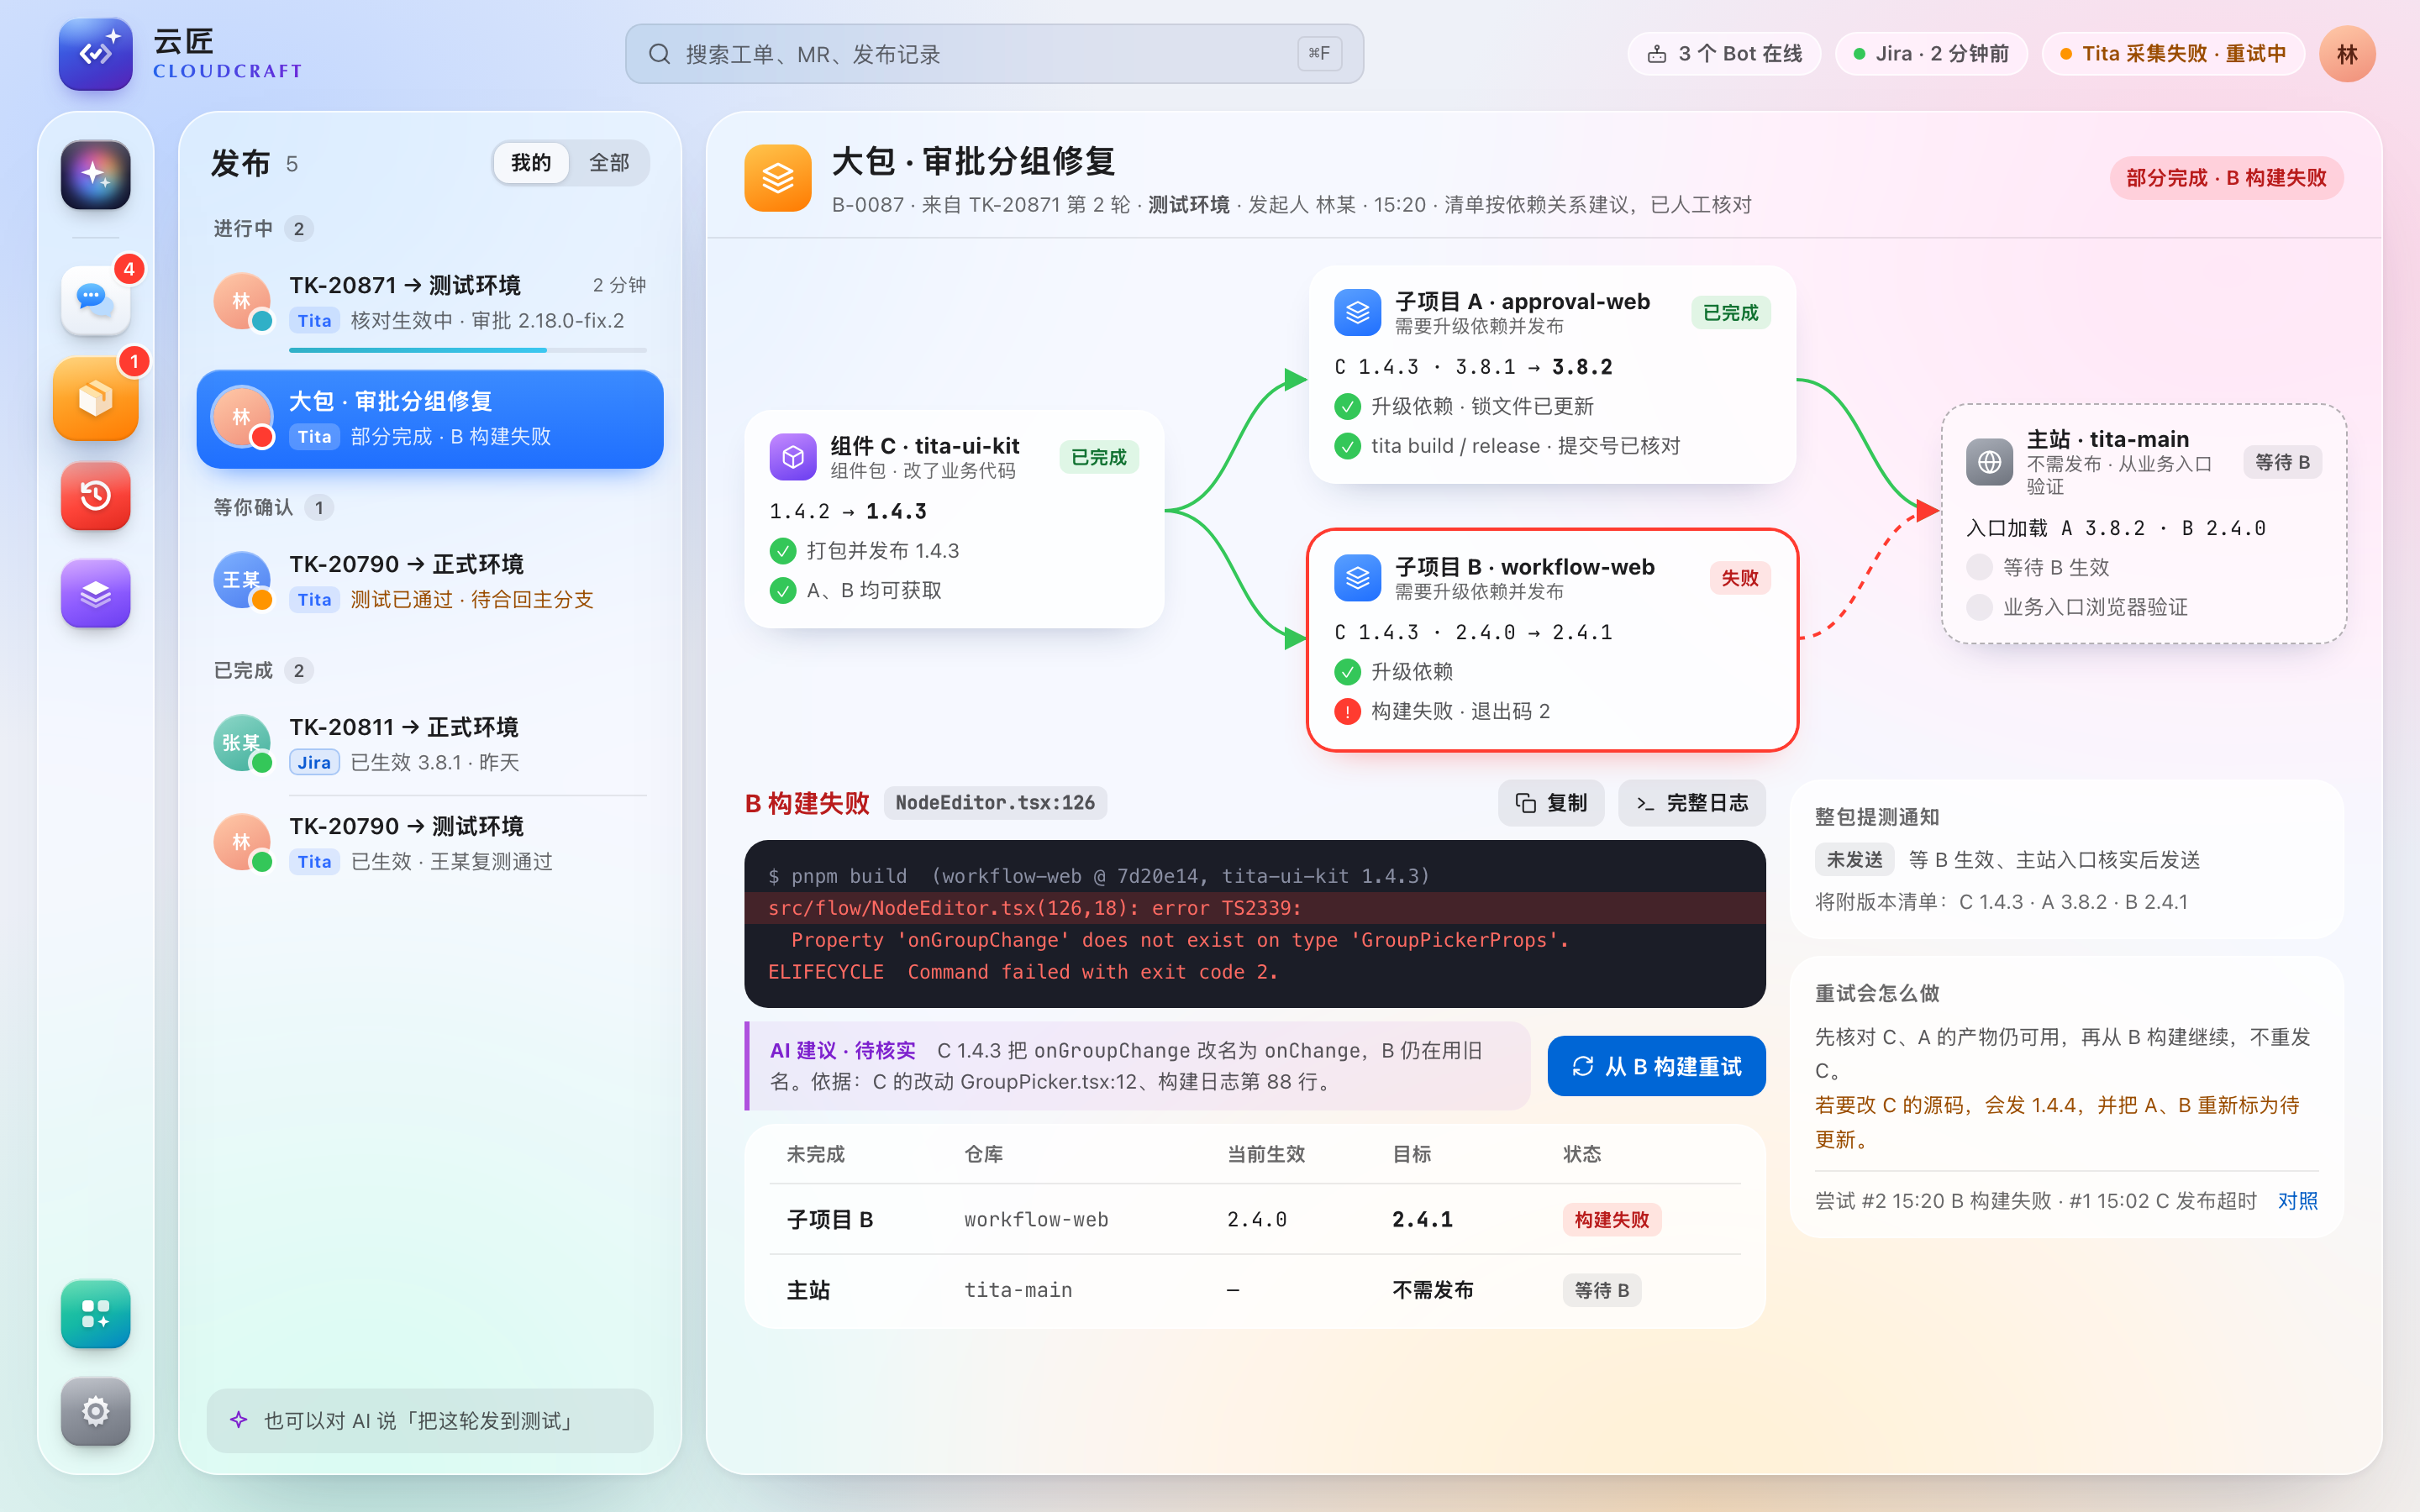 云匠
CLOUDCRAFT
搜索工单、MR、发布记录
⌘F
3 个 Bot 在线
Jira · 2 分钟前
Tita 采集失败 · 重试中
林
4
1
发布 5
我的
全部
进行中 2
林
TK-20871 → 测试环境
2 分钟
Tita 核对生效中 · 审批 2.18.0-fix.2
林
大包 · 审批分组修复
Tita 部分完成 · B 构建失败
等你确认 1
王某
TK-20790 → 正式环境
Tita 测试已通过 · 待合回主分支
已完成 2
张某
TK-20811 → 正式环境
Jira 已生效 3.8.1 · 昨天
林
TK-20790 → 测试环境
Tita 已生效 · 王某复测通过
也可以对 AI 说「把这轮发到测试」
大包 · 审批分组修复
B-0087 · 来自 TK-20871 第 2 轮 · 测试环境 · 发起人 林某 · 15:20 · 清单按依赖关系建议，已人工核对
部分完成 · B 构建失败
组件 C · tita-ui-kit
组件包 · 改了业务代码
已完成
1.4.2 → 1.4.3
打包并发布 1.4.3
A、B 均可获取
子项目 A · approval-web
需要升级依赖并发布
已完成
C 1.4.3 · 3.8.1 → 3.8.2
升级依赖 · 锁文件已更新
tita build / release · 提交号已核对
子项目 B · workflow-web
需要升级依赖并发布
失败
C 1.4.3 · 2.4.0 → 2.4.1
升级依赖
构建失败 · 退出码 2
主站 · tita-main
不需发布 · 从业务入口
验证
等待 B
入口加载 A 3.8.2 · B 2.4.0
等待 B 生效
业务入口浏览器验证
B 构建失败
NodeEditor.tsx:126
复制
完整日志
$ pnpm build  (workflow-web @ 7d20e14, tita-ui-kit 1.4.3)
src/flow/NodeEditor.tsx(126,18): error TS2339:
Property 'onGroupChange' does not exist on type 'GroupPickerProps'.
ELIFECYCLE  Command failed with exit code 2.
AI 建议 · 待核实 C 1.4.3 把 onGroupChange 改名为 onChange，B 仍在用旧
名。依据：C 的改动 GroupPicker.tsx:12、构建日志第 88 行。
从 B 构建重试
未完成 仓库 当前生效 目标 状态
子项目 B workflow-web 2.4.0 2.4.1 构建失败
主站 tita-main — 不需发布 等待 B
整包提测通知
未发送 等 B 生效、主站入口核实后发送
将附版本清单：C 1.4.3 · A 3.8.2 · B 2.4.1
重试会怎么做
先核对 C、A 的产物仍可用，再从 B 构建继续，不重发
C。
若要改 C 的源码，会发 1.4.4，并把 A、B 重新标为待
更新。
尝试 #2 15:20 B 构建失败 · #1 15:02 C 发布超时
对照